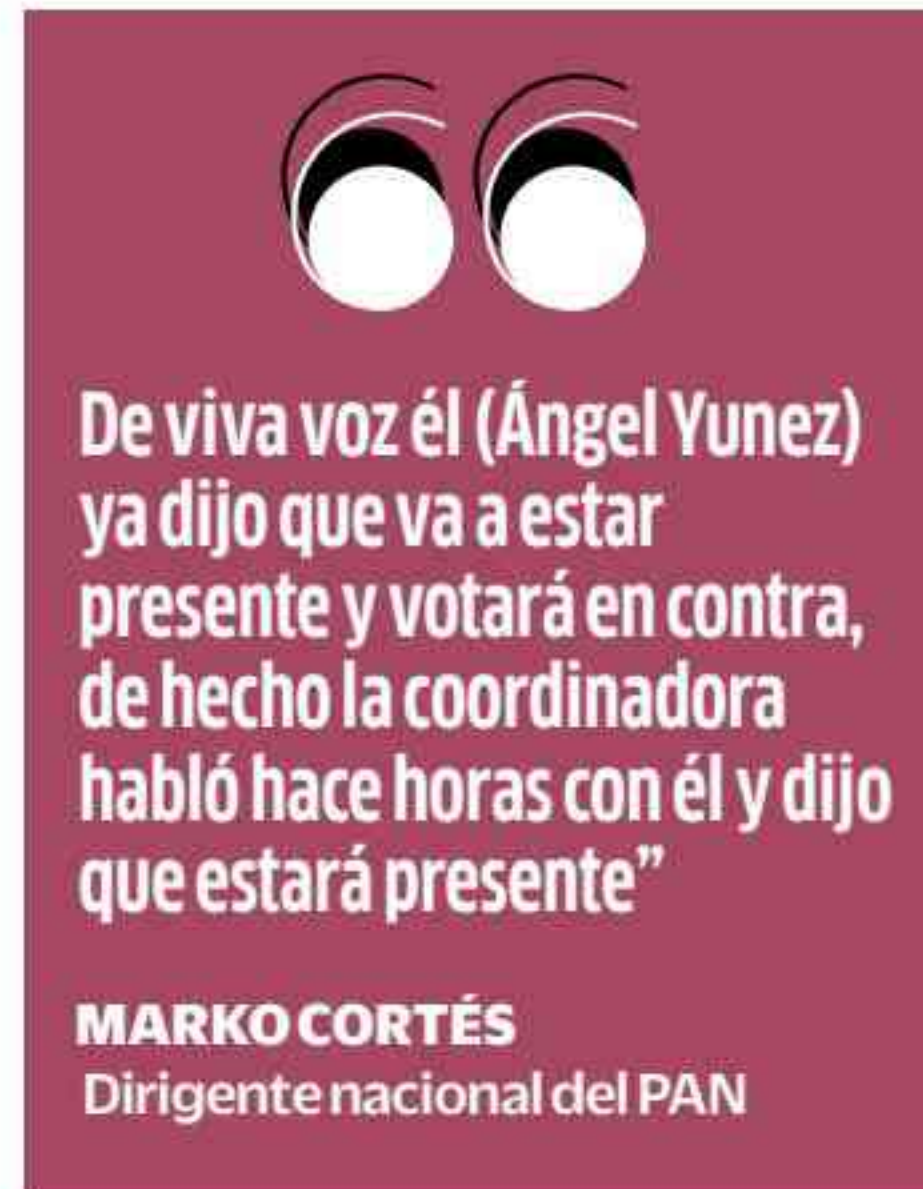 De viva voz él (Ángel Yunez)
ya dijo que va a estar
presente y votará en contra,
de hecho la coordinadora
habló hace horas con él y dijo
que estará presente”
MARKO CORTÉS
Dirigente nacional del PAN